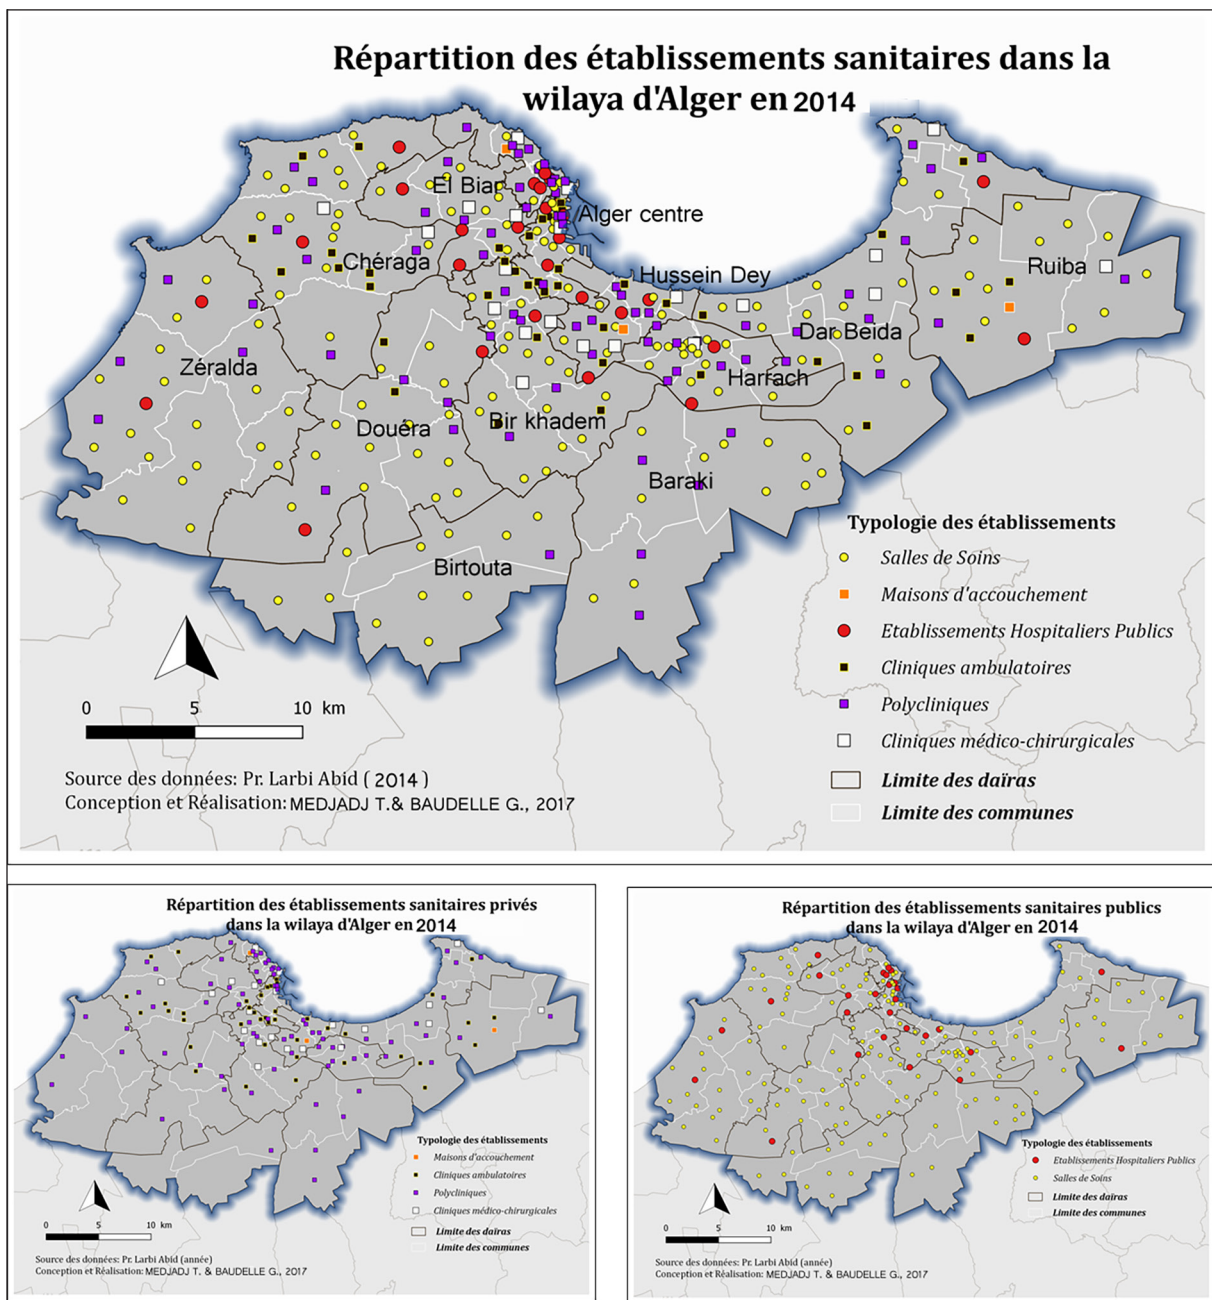 Répartition des établissements sanitaires dans la
wilaya d'Alger en 2014
El Biar
Alger centre
Chéraga
Hussein Dey
Ruiba
Dar Beida
Zéralda
Harrach
Douéra
Bir khadem
Baraki
Birtouta
Typologie des établissements
Salles de Soins
Maisons d'accouchement
Etablissements Hospitaliers Publics
Cliniques ambulatoires
Polycliniques
Cliniques médico-chirurgicales
Limite des daïras
Limite des communes
0 5 10 km
Source des données: Pr. Larbi Abid ( 2014 )
Conception et Réalisation: MEDJADJ T.& BAUDELLE G., 2017
Répartition des établissements sanitaires privés
dans la wilaya d'Alger en 2014
Typologie des établissements
Maisons d'accouchement
Cliniques ambulatoires
Polycliniques
Cliniques médico-chirurgicales
Limite des daïras
Limite des communes
0 5 10 km
Source des données: Pr. Larbi Abid (année)
Conception et Réalisation: MEDJADJ T. & BAUDELLE G., 2017
Répartition des établissements sanitaires publics
dans la wilaya d'Alger en 2014
Typologie des établissements
Etablissements Hospitaliers Publics
Salles de Soins
Limite des daïras
Limite des communes
0 5 10 km
Source des données: Pr. Larbi Abid (année)
Conception et Réalisation: MEDJADJ T. & BAUDELLE G., 2017